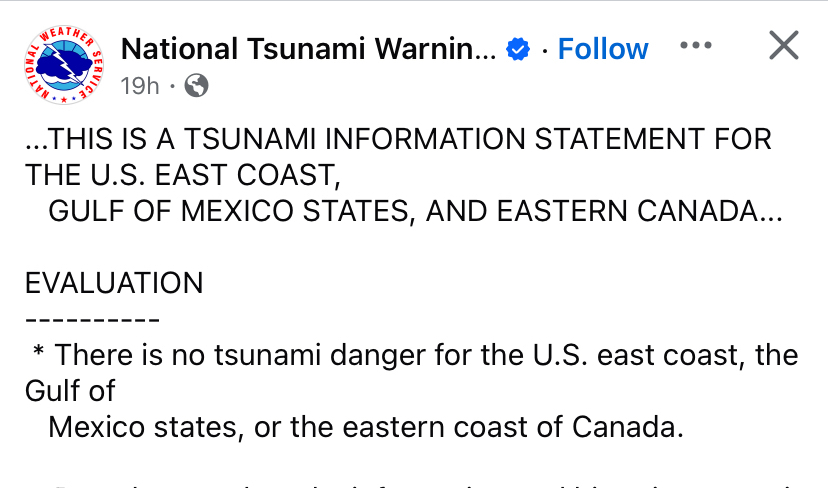 National Tsunami Warnin... · Follow
19h ·
NATIONAL WEATHER SERVICE
...THIS IS A TSUNAMI INFORMATION STATEMENT FOR
THE U.S. EAST COAST,
GULF OF MEXICO STATES, AND EASTERN CANADA...
EVALUATION
----------
* There is no tsunami danger for the U.S. east coast, the
Gulf of
Mexico states, or the eastern coast of Canada.